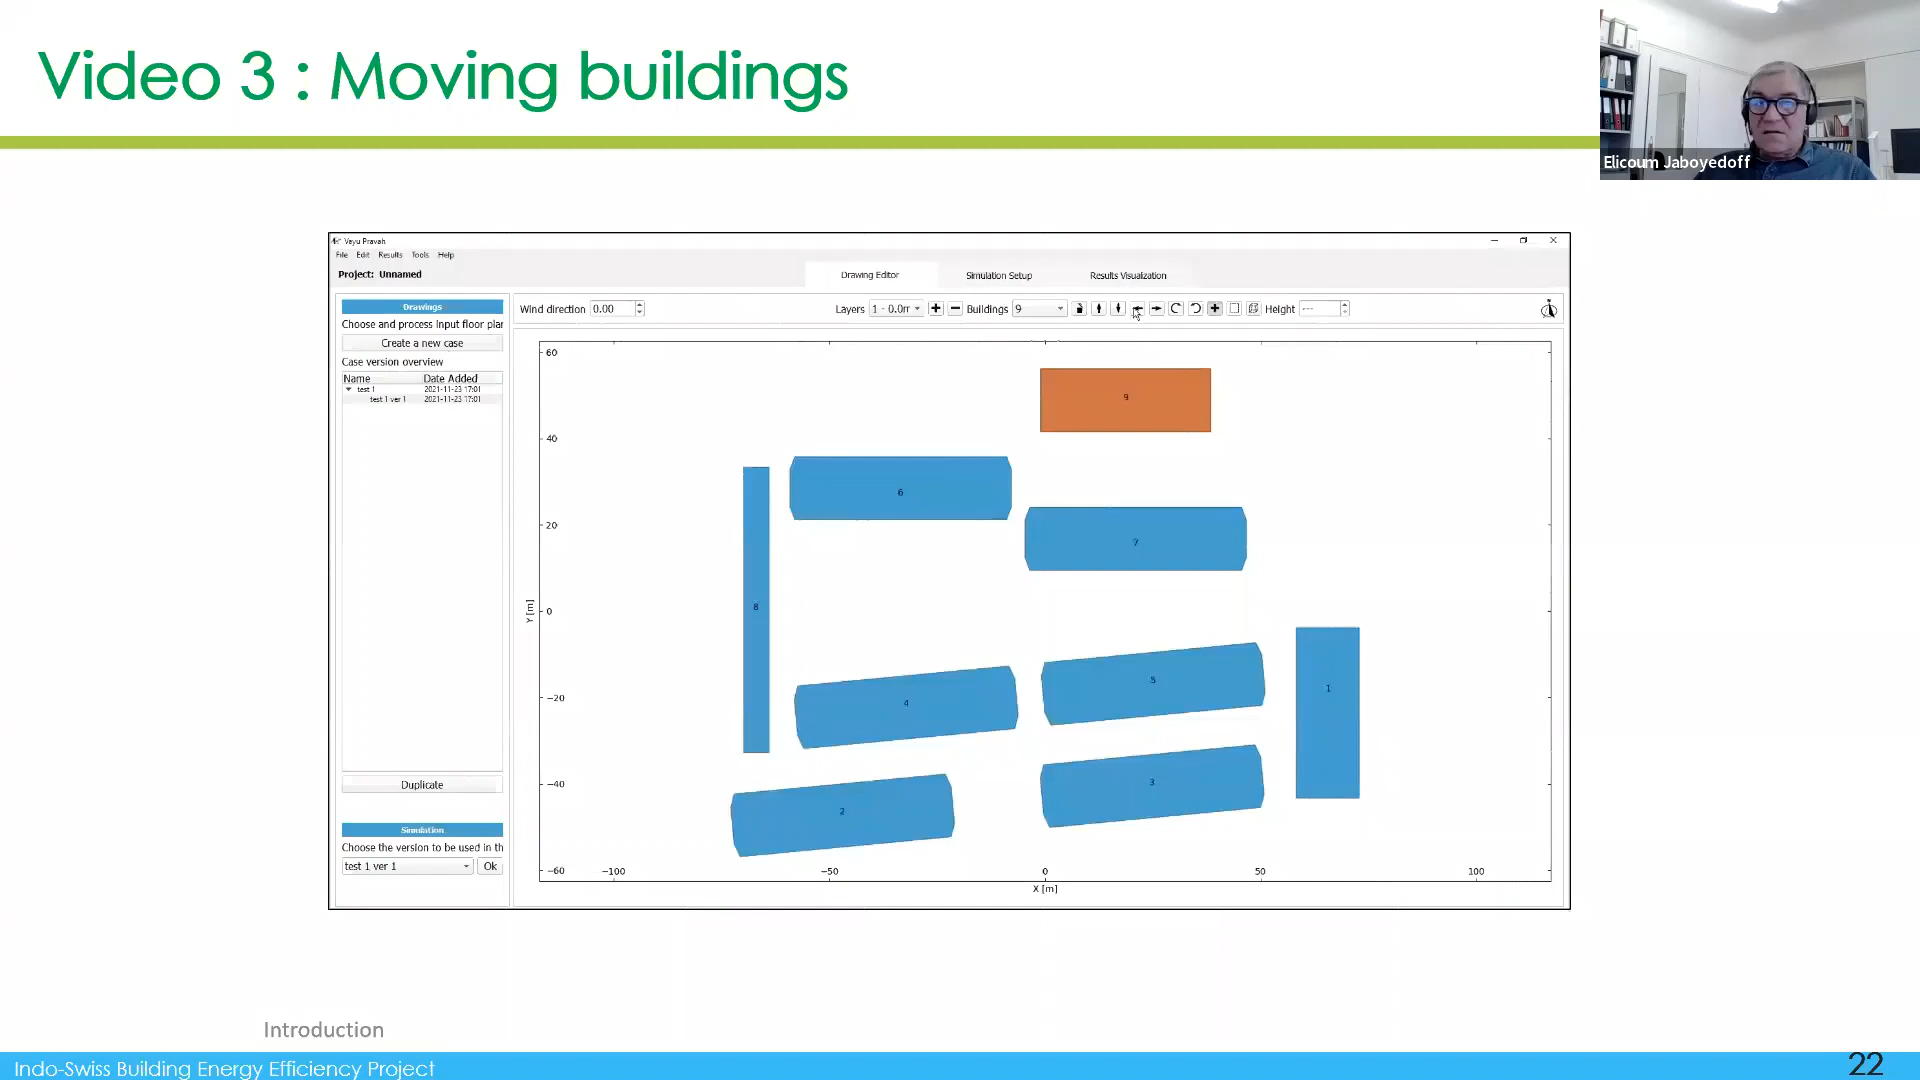 Video 3 : Moving buildings
Elicoum Jaboyedoff
Vayu Pravah
File Edit Results Tools Help
Project: Unnamed
Drawing Editor Simulation Setup Results Visualization
Drawings
Choose and process input floor plan
Create a new case
Case version overview
Name Date Added
test 1 2021-11-23 17:01
test 1 ver 1 2021-11-23 17:01
Duplicate
Simulation
Choose the version to be used in th
test 1 ver 1 Ok
Wind direction 0.00 Layers 1 - 0.0m Buildings 9 Height ---
60
40
20
0
−20
−40
−60
Y [m]
9
6
7
8
5
1
4
3
2
−100 −50 0 50 100
X [m]
Introduction
Indo-Swiss Building Energy Efficiency Project
22